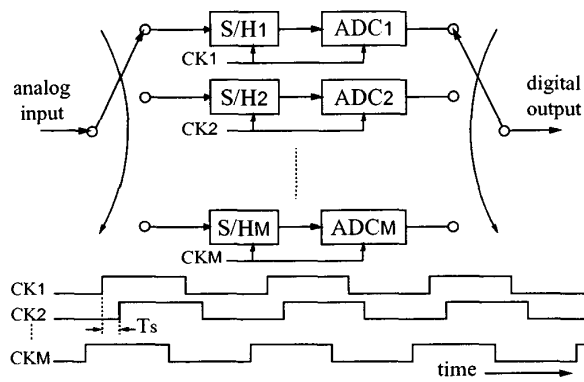 S/H1
ADC1
CK1
analog
input
S/H2
ADC2
CK2
digital
output
S/HM
ADCM
CKM
CK1
CK2
Ts
CKM
time